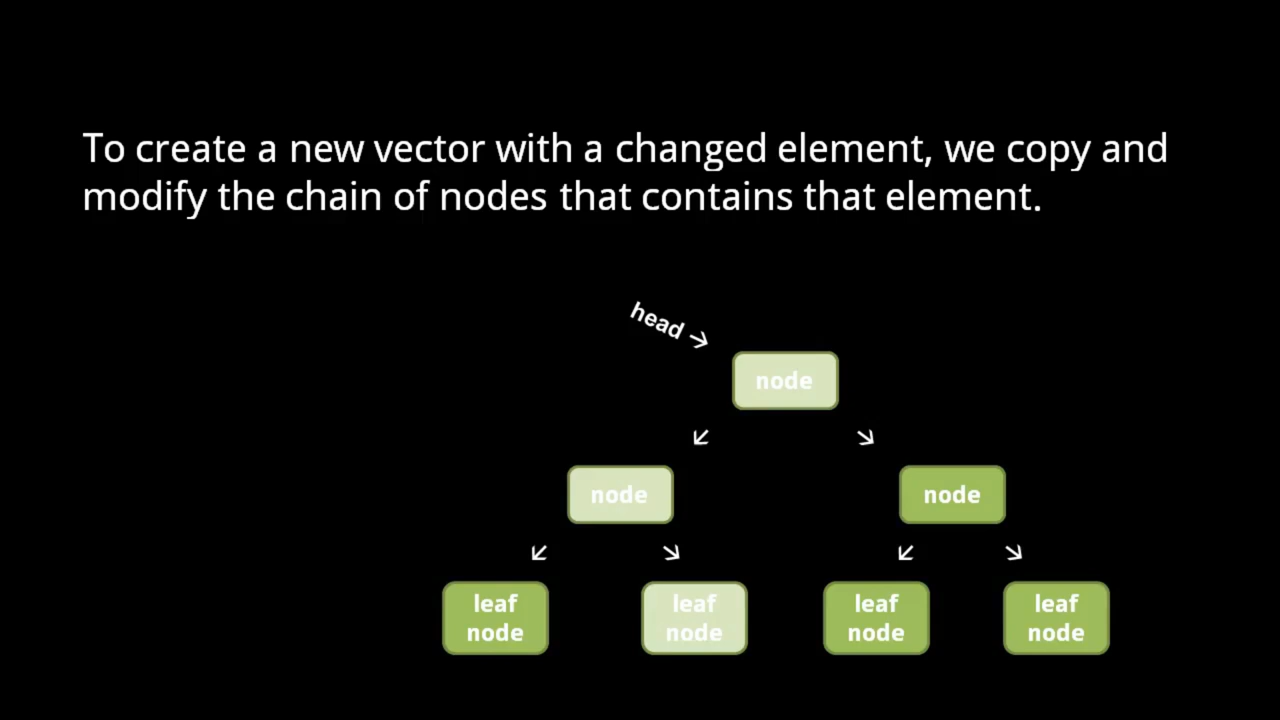 To create a new vector with a changed element, we copy and
modify the chain of nodes that contains that element.
head →
node
node
node
leaf
node
leaf
node
leaf
node
leaf
node